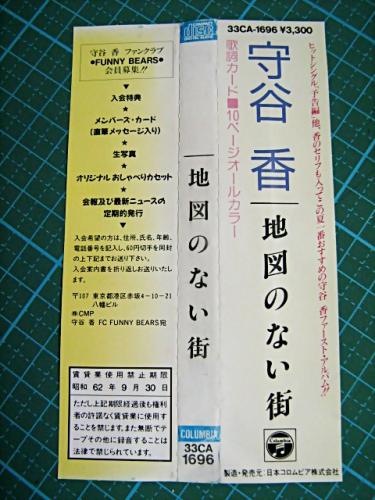 守谷 香 ファンクラブ
●FUNNY BEARS●
会員募集!!
▼
入会特典
★
メンバース・カード
(直筆メッセージ入り)
★
生写真
★
オリジナルおしゃべりカセット
★
会報及び最新ニュースの
定期的発行
▼
入会希望の方は、住所、氏名、年齢、
電話番号を記入し、60円切手を同封
の上下記までお送り下さい。
入会案内書を折り返しお送りいたしま
す。
〒107 東京都港区赤坂4-10-21
八幡ビル
㈱CMP
守谷 香 FC FUNNY BEARS宛
賃貸業使用禁止期限
昭和 62年 9月 30日
ただし上記期限経過後も権利
者の許諾なく賃貸業に使用す
ることを禁じます。また無断でテ
ープその他に録音することは
法律で禁じられています。
地図のない街
COLUMBIA
33CA
1696
33CA-1696 ¥3,300
ヒットシングル、「予告編」他、香のセリフも入ってこの夏一番おすすめの守谷 香ファースト・アルバム!!
守谷 香
地図のない街
歌詞カード■10ページオールカラー
Columbia
製造・発売元:日本コロムビア株式会社